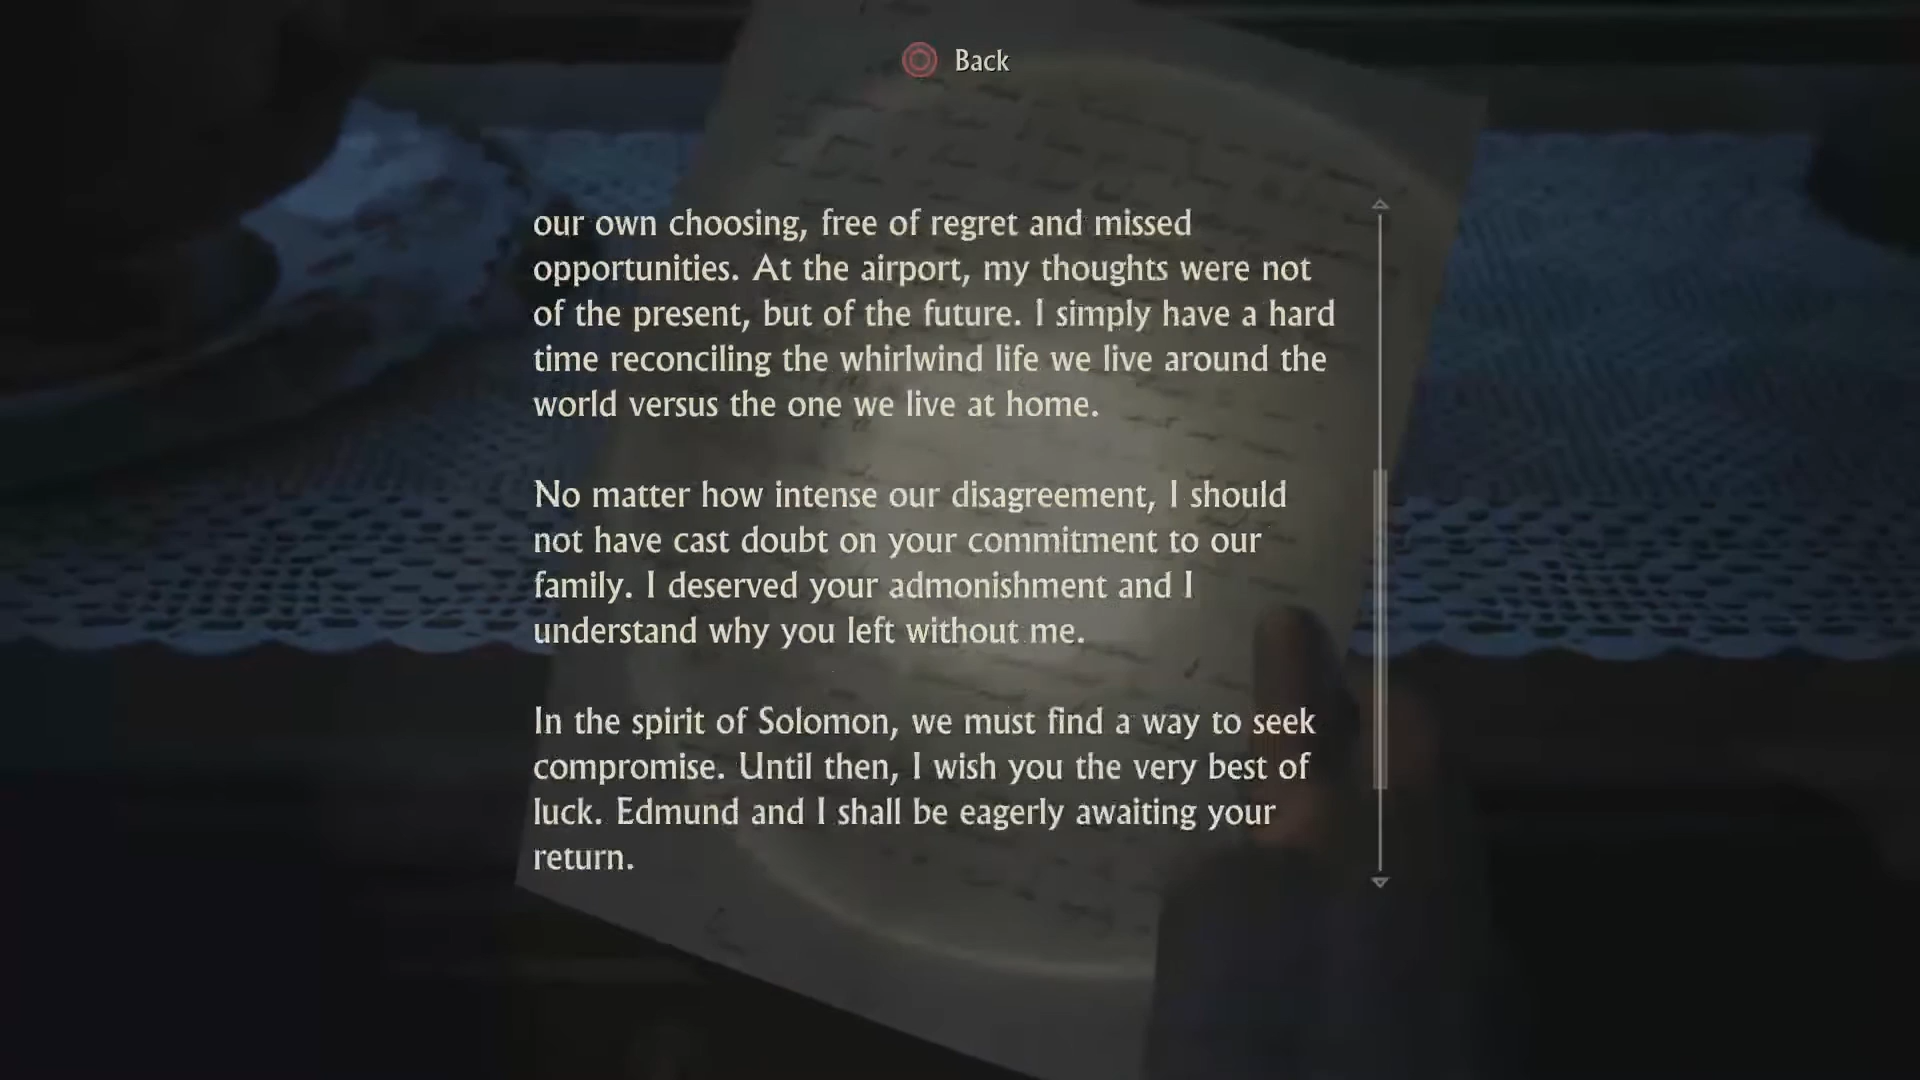 Back
our own choosing, free of regret and missed
opportunities. At the airport, my thoughts were not
of the present, but of the future. I simply have a hard
time reconciling the whirlwind life we live around the
world versus the one we live at home.
No matter how intense our disagreement, I should
not have cast doubt on your commitment to our
family. I deserved your admonishment and I
understand why you left without me.
In the spirit of Solomon, we must find a way to seek
compromise. Until then, I wish you the very best of
luck. Edmund and I shall be eagerly awaiting your
return.